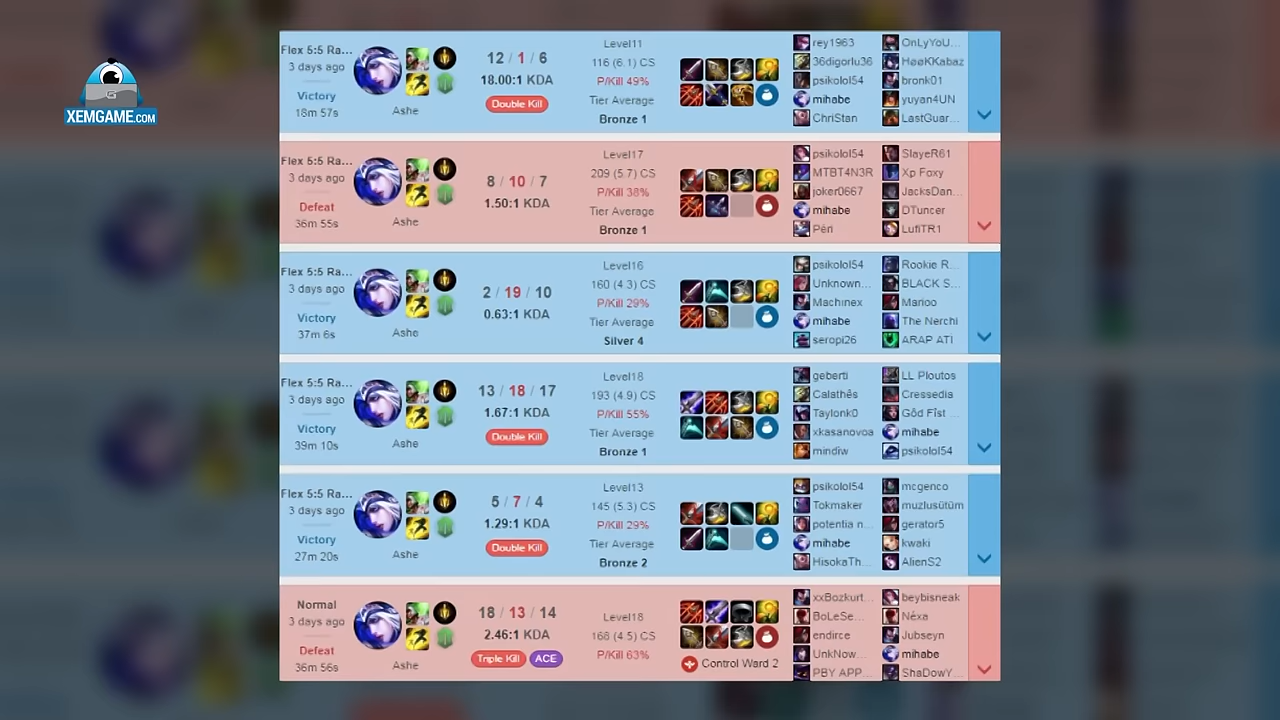 XEMGAME.COM
Flex 5:5 Ra...
3 days ago
Victory
18m 57s
Ashe
12 / 1 / 6
18.00:1 KDA
Double Kill
Level11
116 (6.1) CS
P/Kill 49%
Tier Average
Bronze 1
rey1963
36digorlu36
psikolol54
mihabe
ChriStan
OnLyYoU...
HøøKKabaz
bronk01
yuyan4UN
LastGuar...
Flex 5:5 Ra...
3 days ago
Defeat
36m 55s
Ashe
8 / 10 / 7
1.50:1 KDA
Level17
209 (5.7) CS
P/Kill 38%
Tier Average
Bronze 1
psikolol54
MTBT4N3R
joker0667
mihabe
Peri
SlayeR61
Xp Foxy
JacksDan...
DTuncer
LufiTR1
Flex 5:5 Ra...
3 days ago
Victory
37m 6s
Ashe
2 / 19 / 10
0.63:1 KDA
Level16
160 (4.3) CS
P/Kill 29%
Tier Average
Silver 4
psikolol54
Unknown...
Machinex
mihabe
seropi26
Rookie R...
BLACK S...
Marioo
The Nerchi
ARAP ATI
Flex 5:5 Ra...
3 days ago
Victory
39m 10s
Ashe
13 / 18 / 17
1.67:1 KDA
Double Kill
Level18
193 (4.9) CS
P/Kill 55%
Tier Average
Bronze 1
geberti
Calathês
Taylonk0
xkasanovoa
mindiw
LL Ploutos
Cressedia
Gôd Fîst ...
mihabe
psikolol54
Flex 5:5 Ra...
3 days ago
Victory
27m 20s
Ashe
5 / 7 / 4
1.29:1 KDA
Double Kill
Level13
145 (5.3) CS
P/Kill 29%
Tier Average
Bronze 2
psikolol54
Tokmaker
potentia n...
mihabe
HisokaTh...
mcgenco
muzlusütüm
gerator5
kwaki
AlienS2
Normal
3 days ago
Defeat
36m 56s
Ashe
18 / 13 / 14
2.46:1 KDA
Triple Kill
ACE
Level18
168 (4.5) CS
P/Kill 63%
Control Ward 2
xxBozkurt...
BoLeSe...
endirce
UnkNow...
PBY APP...
beybisneak
Néxa
Jubseyn
mihabe
ShaDowY...